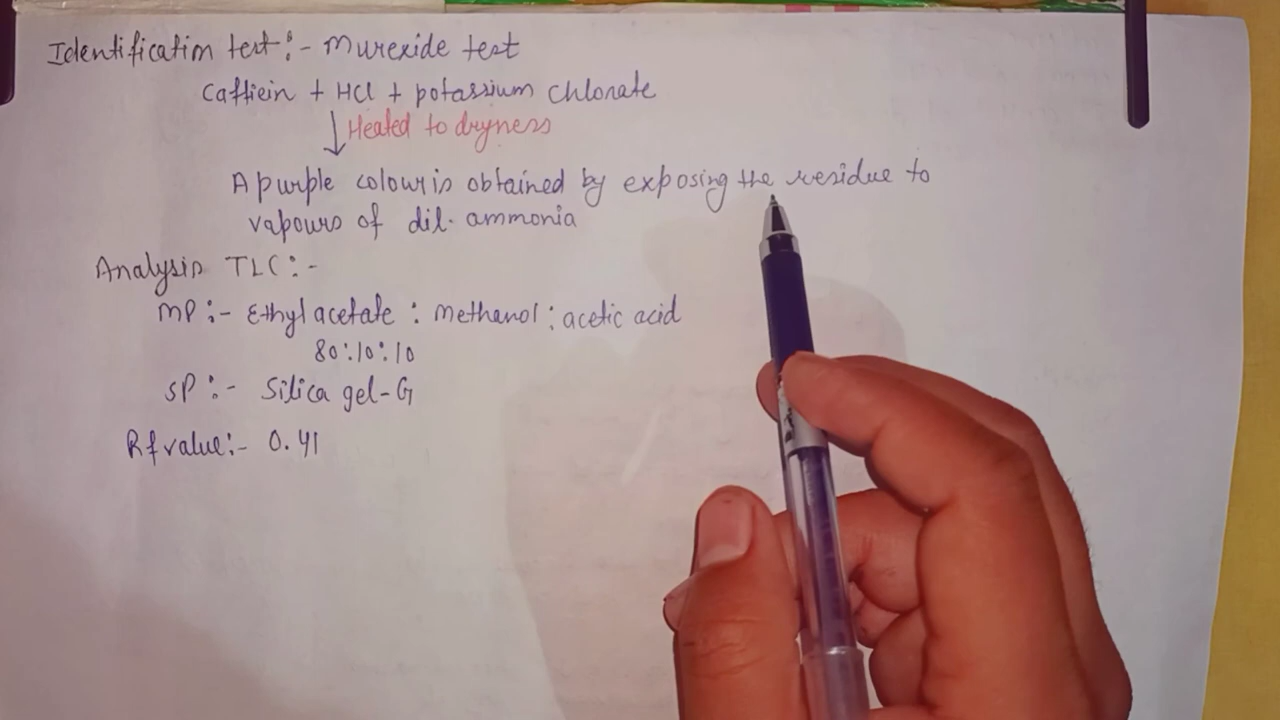 Identification test:- Murexide test
Caffiein + HCl + potassium chlorate
Heated to dryness
A purple colour is obtained by exposing the residue to
vapours of dil. ammonia
Analysis TLC:-
MP:- Ethyl acetate : Methanol : acetic acid
80:10:10
SP:- Silica gel-G
Rf value:- 0.41